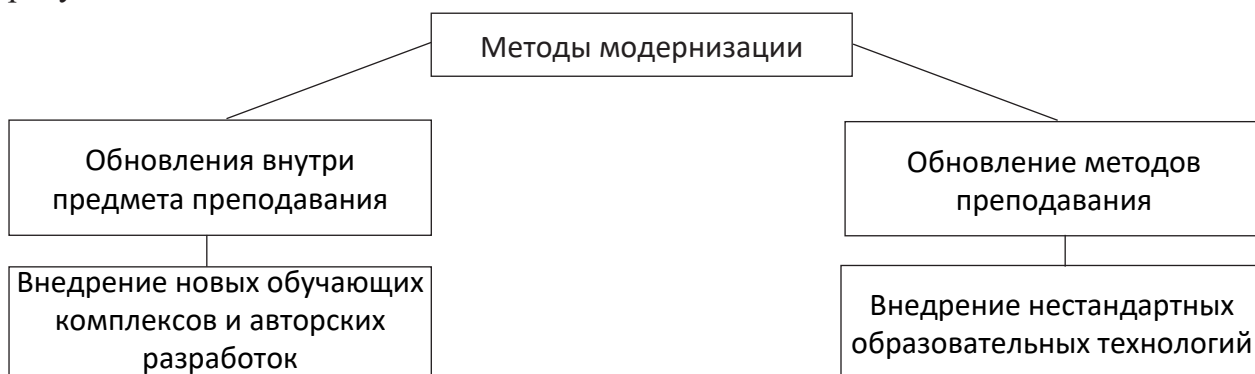 Методы модернизации
Обновления внутри
предмета преподавания
Обновление методов
преподавания
Внедрение новых обучающих
комплексов и авторских
разработок
Внедрение нестандартных
образовательных технологий